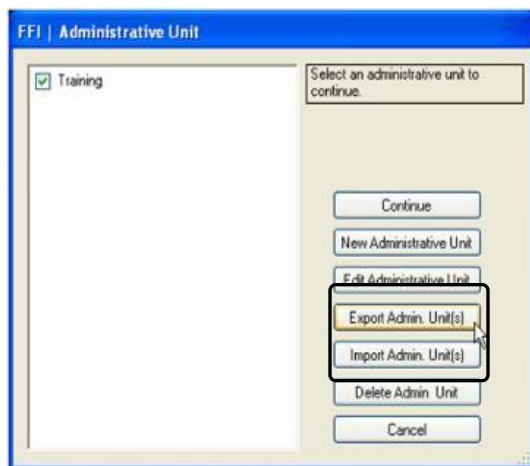 FFI | Administrative Unit
Training
Select an administrative unit to
continue.
Continue
New Administrative Unit
Edit Administrative Unit
Export Admin. Unit(s)
Import Admin. Unit(s)
Delete Admin Unit
Cancel